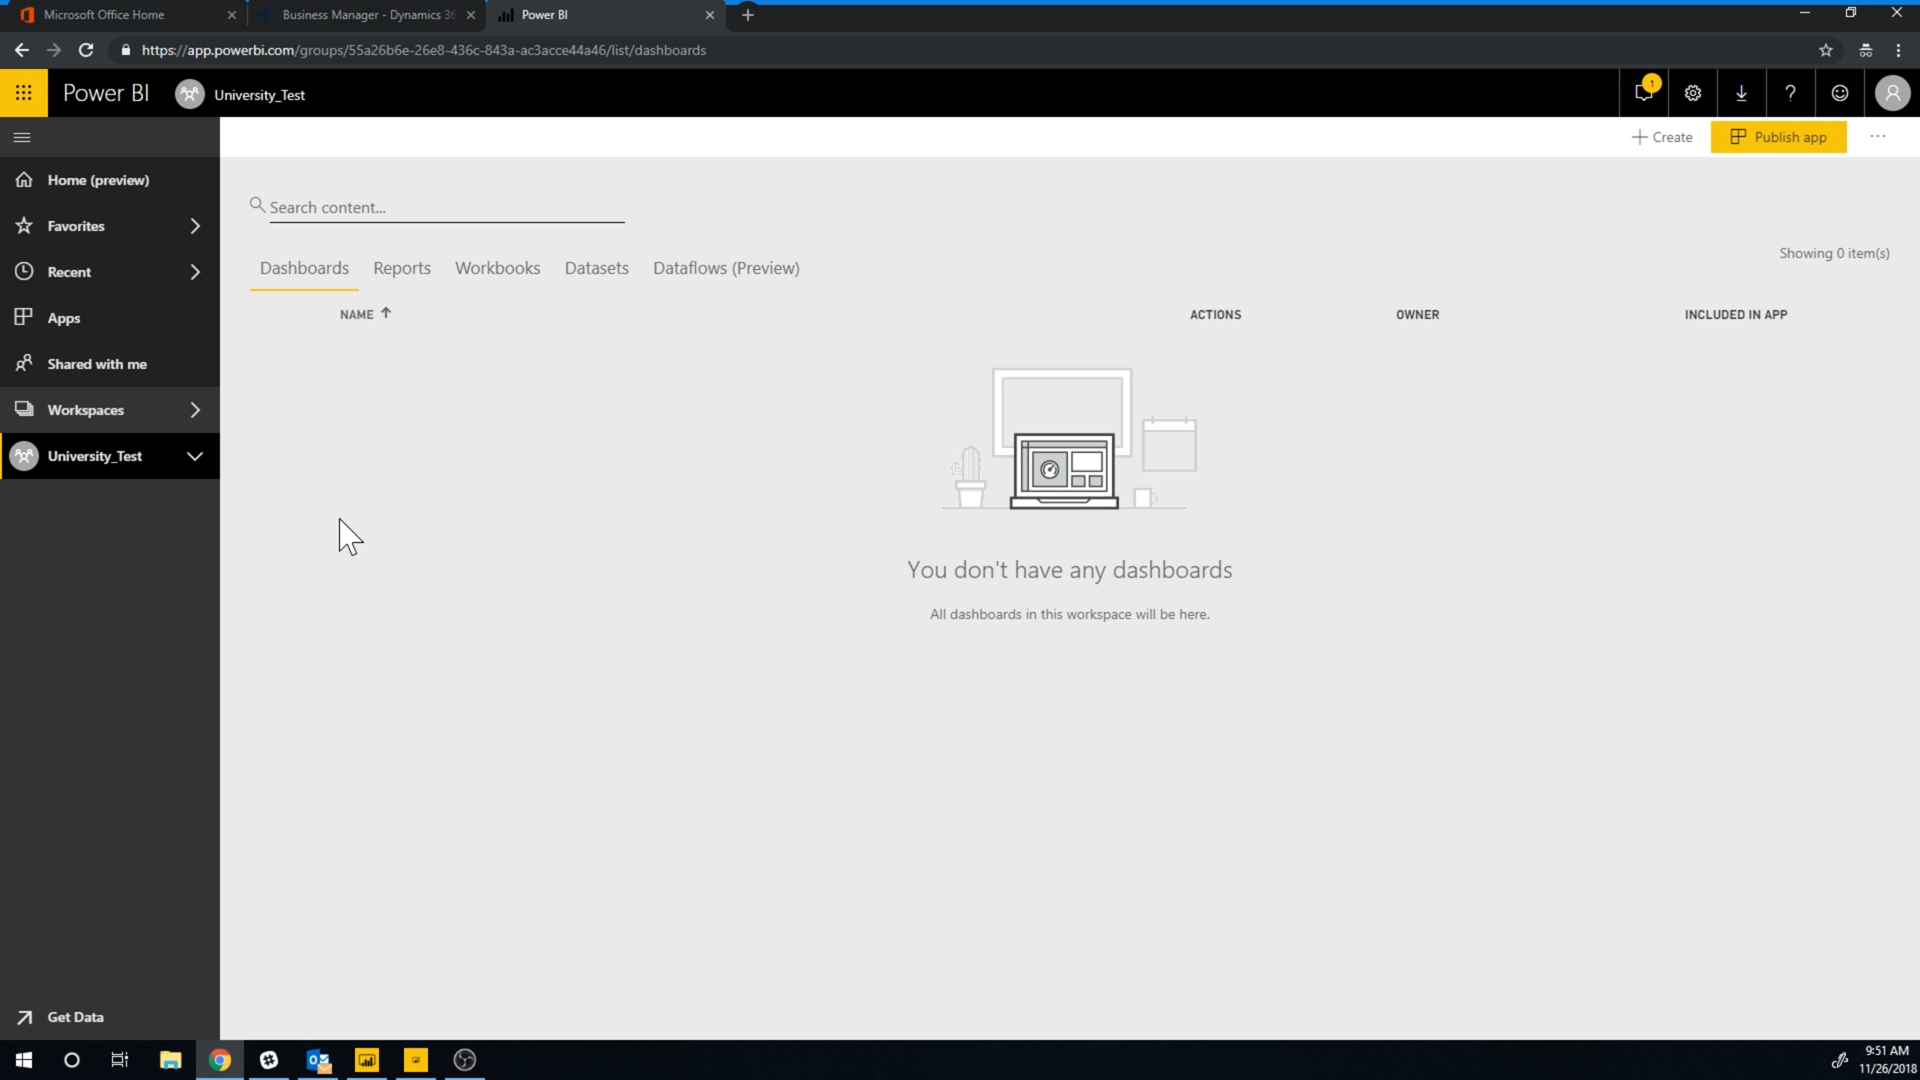 Microsoft Office Home
Business Manager - Dynamics 36
Power BI
https://app.powerbi.com/groups/55a26b6e-26e8-436c-843a-ac3acce44a46/list/dashboards
Power BI
University_Test
1
?
Create
Publish app
Home (preview)
Favorites
Recent
Apps
Shared with me
Workspaces
University_Test
Get Data
Search content...
Showing 0 item(s)
Dashboards
Reports
Workbooks
Datasets
Dataflows (Preview)
NAME
ACTIONS
OWNER
INCLUDED IN APP
You don't have any dashboards
All dashboards in this workspace will be here.
9:51 AM
11/26/2018